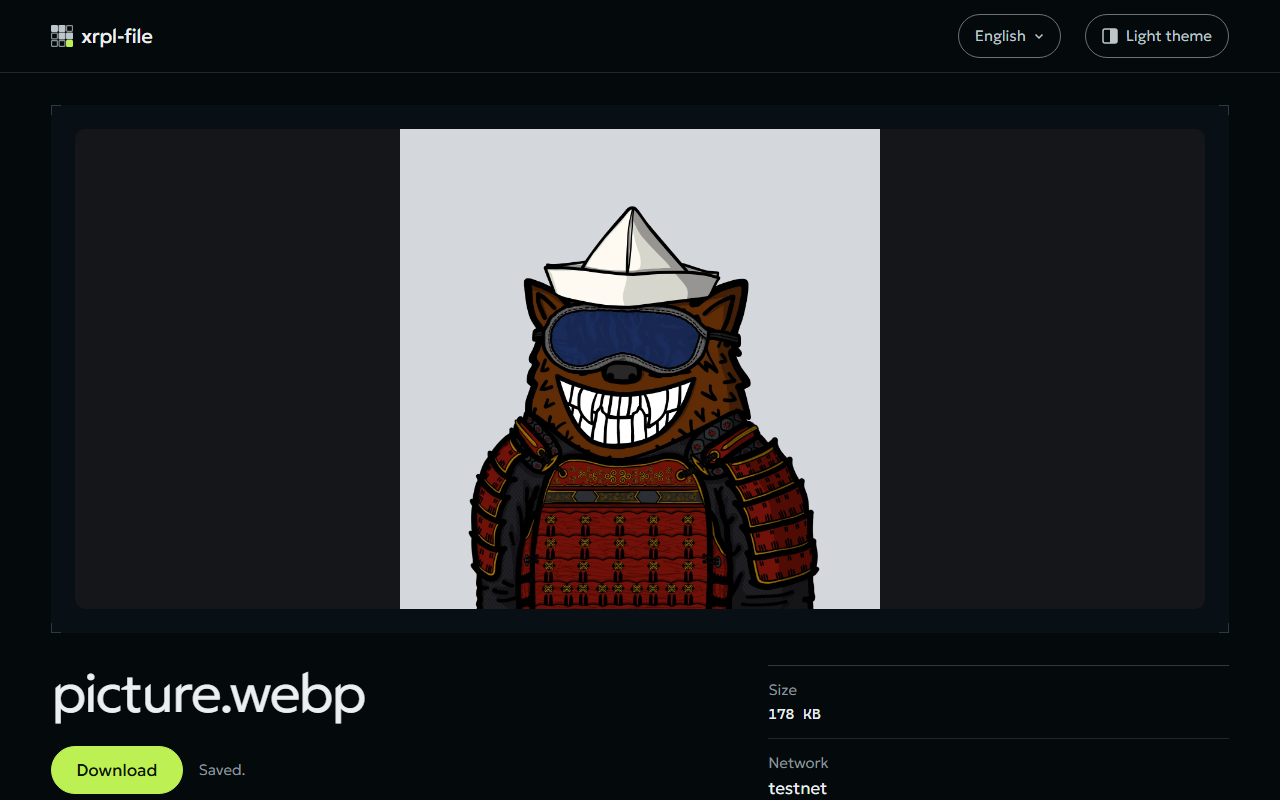 xrpl-file
English
Light theme
picture.webp
Download
Saved.
Size
178 KB
Network
testnet